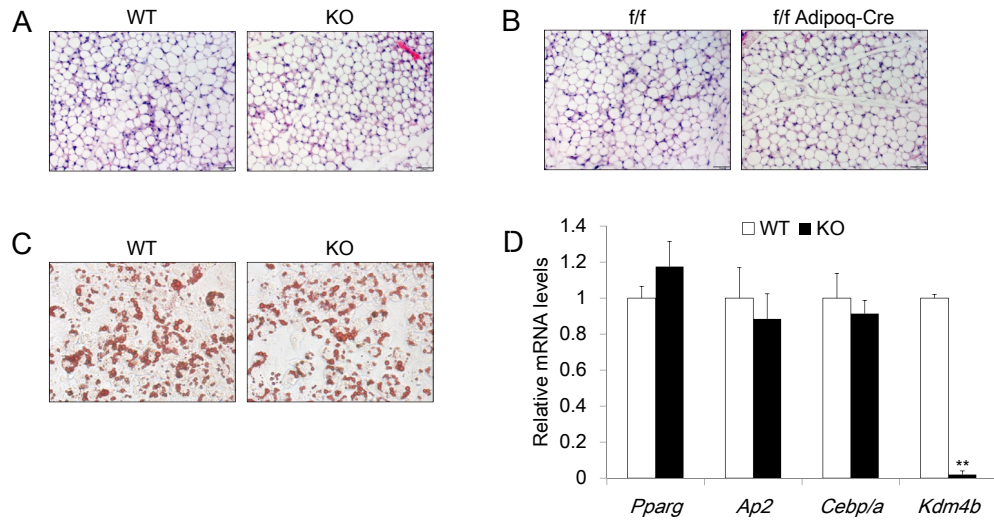 A
WT
KO
B
f/f
f/f Adipoq-Cre
C
WT
KO
D
WT
KO
Relative mRNA levels
1.4
1.2
1
0.8
0.6
0.4
0.2
0
**
Pparg
Ap2
Cebp/a
Kdm4b